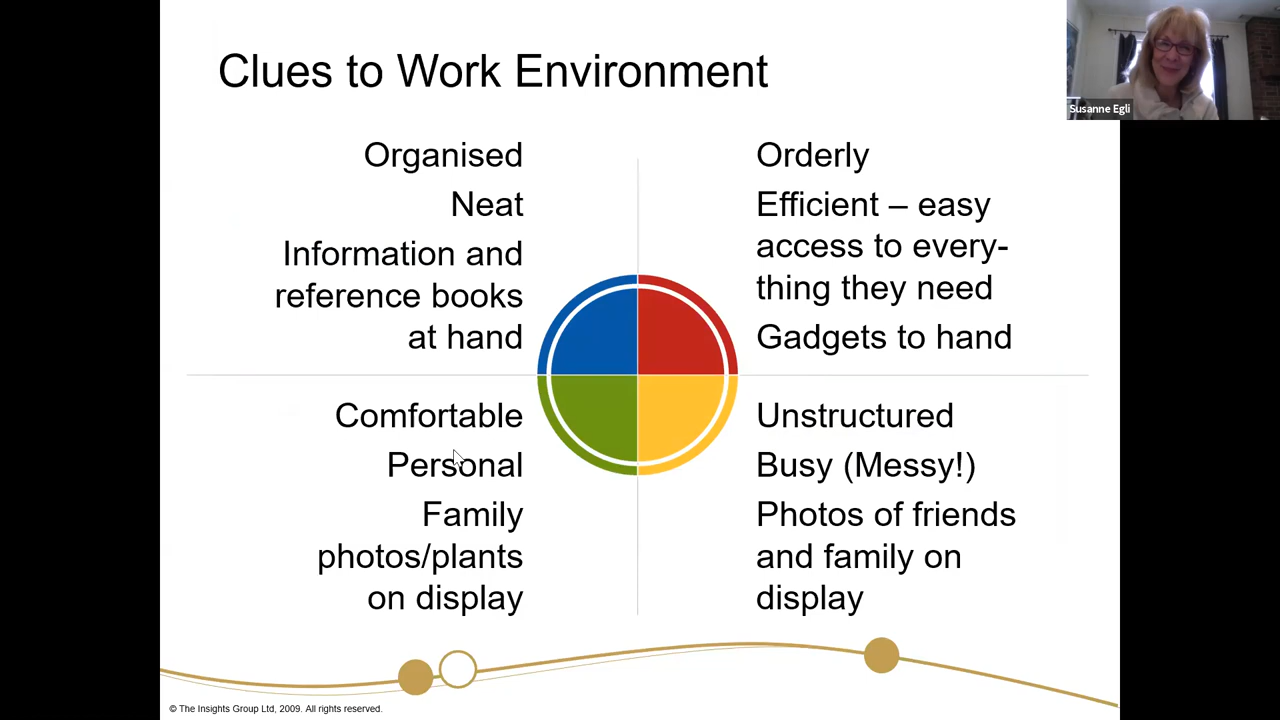 Clues to Work Environment
Susanne Egli
Organised
Neat
Information and
reference books
at hand
Orderly
Efficient – easy
access to every-
thing they need
Gadgets to hand
Comfortable
Personal
Family
photos/plants
on display
Unstructured
Busy (Messy!)
Photos of friends
and family on
display
© The Insights Group Ltd, 2009. All rights reserved.